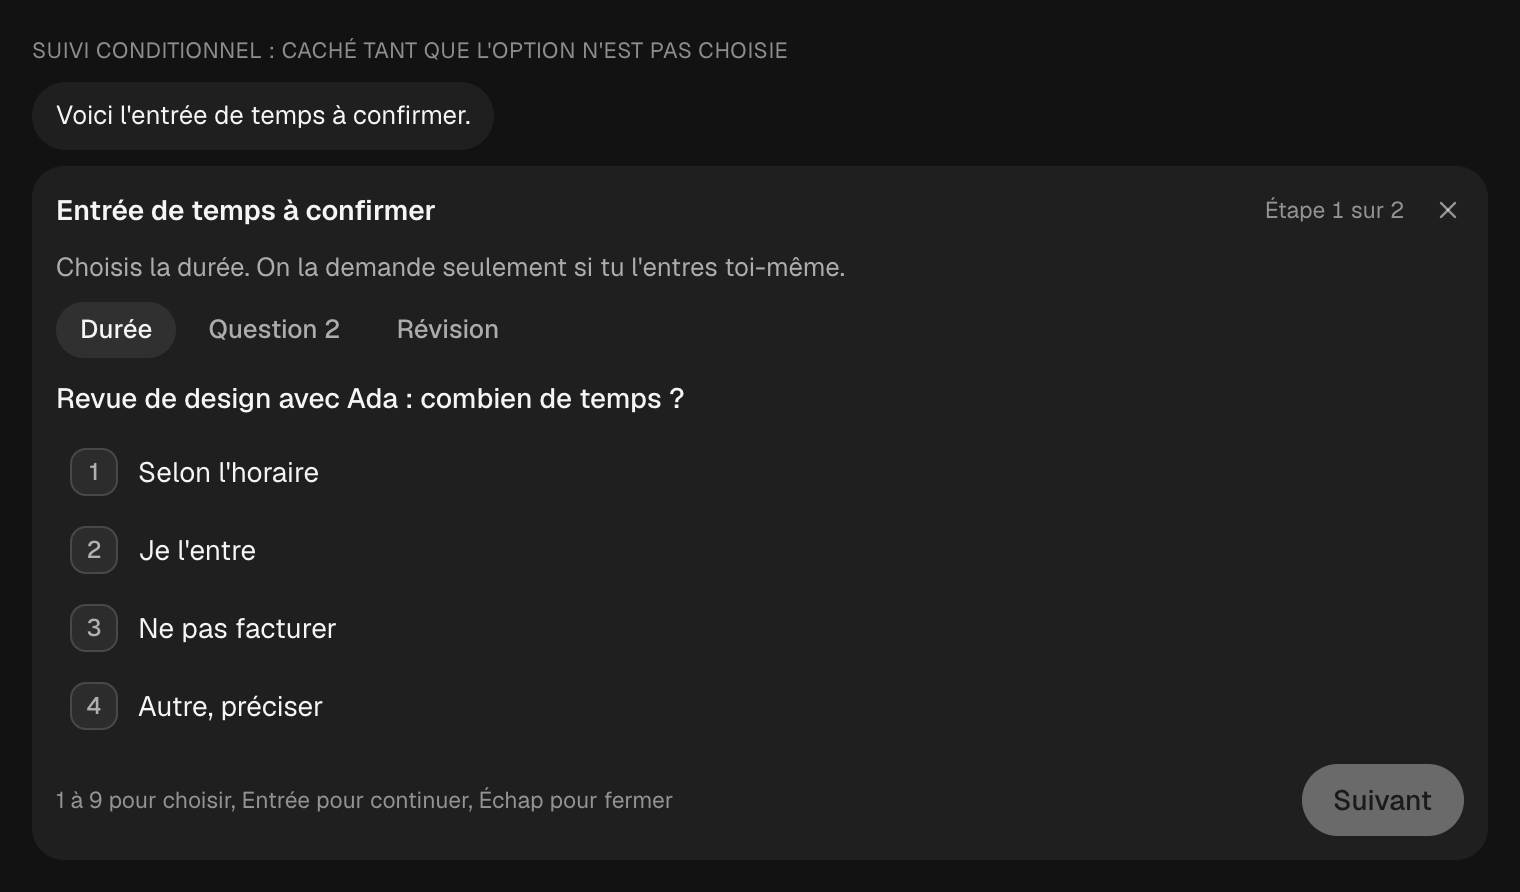 SUIVI CONDITIONNEL : CACHÉ TANT QUE L'OPTION N'EST PAS CHOISIE
Voici l'entrée de temps à confirmer.
Entrée de temps à confirmer
Étape 1 sur 2
Choisis la durée. On la demande seulement si tu l'entres toi-même.
Durée Question 2 Révision
Revue de design avec Ada : combien de temps ?
1 Selon l'horaire
2 Je l'entre
3 Ne pas facturer
4 Autre, préciser
1 à 9 pour choisir, Entrée pour continuer, Échap pour fermer
Suivant